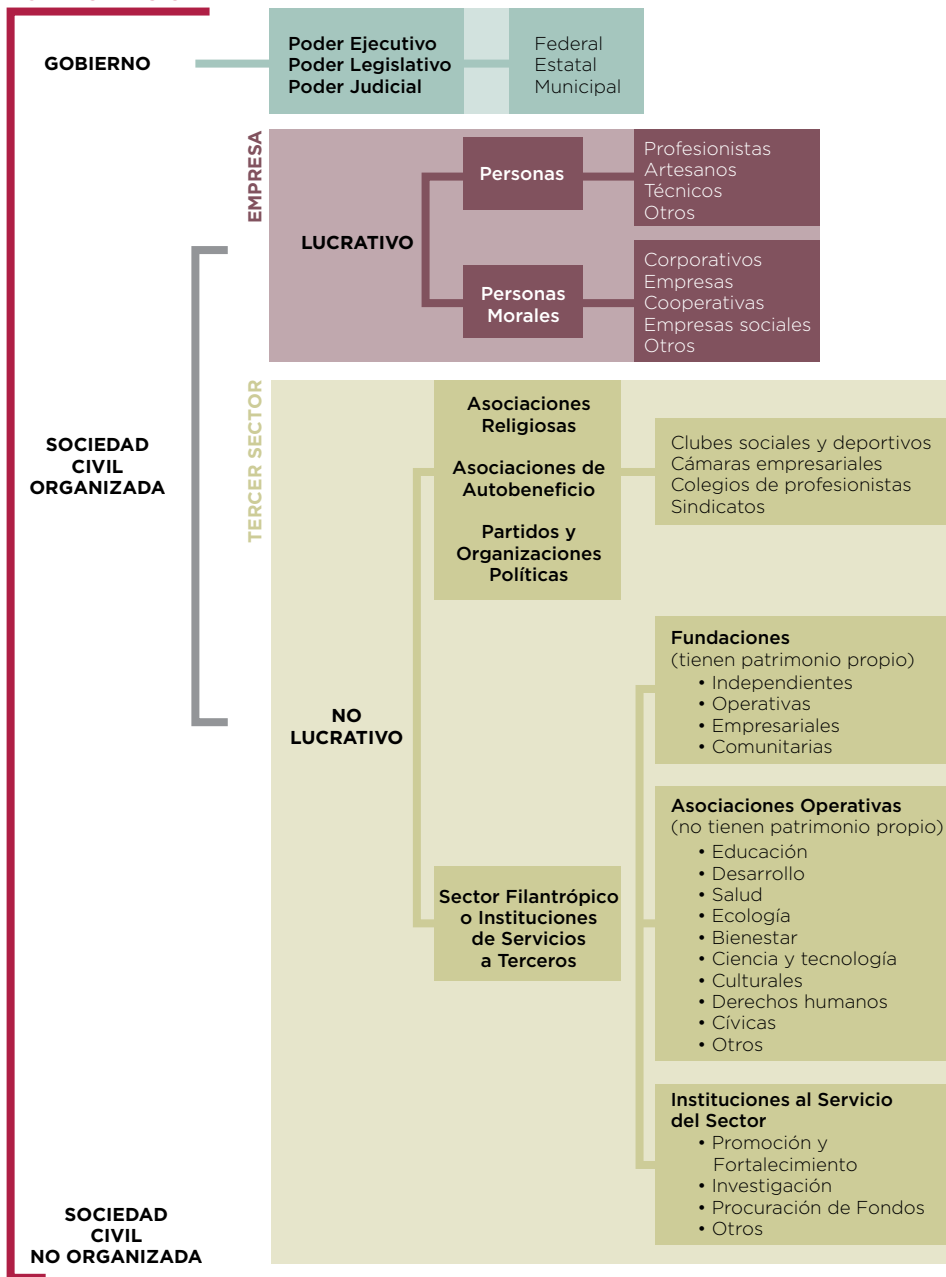 GOBIERNO
Poder Ejecutivo
Poder Legislativo
Poder Judicial
Federal
Estatal
Municipal
EMPRESA
LUCRATIVO
Personas
Profesionistas
Artesanos
Técnicos
Otros
Personas
Morales
Corporativos
Empresas
Cooperativas
Empresas sociales
Otros
SOCIEDAD
CIVIL
ORGANIZADA
TERCER SECTOR
NO
LUCRATIVO
Asociaciones
Religiosas
Asociaciones de
Autobeneficio
Partidos y
Organizaciones
Políticas
Clubes sociales y deportivos
Cámaras empresariales
Colegios de profesionistas
Sindicatos
Sector Filantrópico
o Instituciones
de Servicios
a Terceros
Fundaciones
(tienen patrimonio propio)
• Independientes
• Operativas
• Empresariales
• Comunitarias
Asociaciones Operativas
(no tienen patrimonio propio)
• Educación
• Desarrollo
• Salud
• Ecología
• Bienestar
• Ciencia y tecnología
• Culturales
• Derechos humanos
• Cívicas
• Otros
Instituciones al Servicio
del Sector
• Promoción y
Fortalecimiento
• Investigación
• Procuración de Fondos
• Otros
SOCIEDAD
CIVIL
NO ORGANIZADA